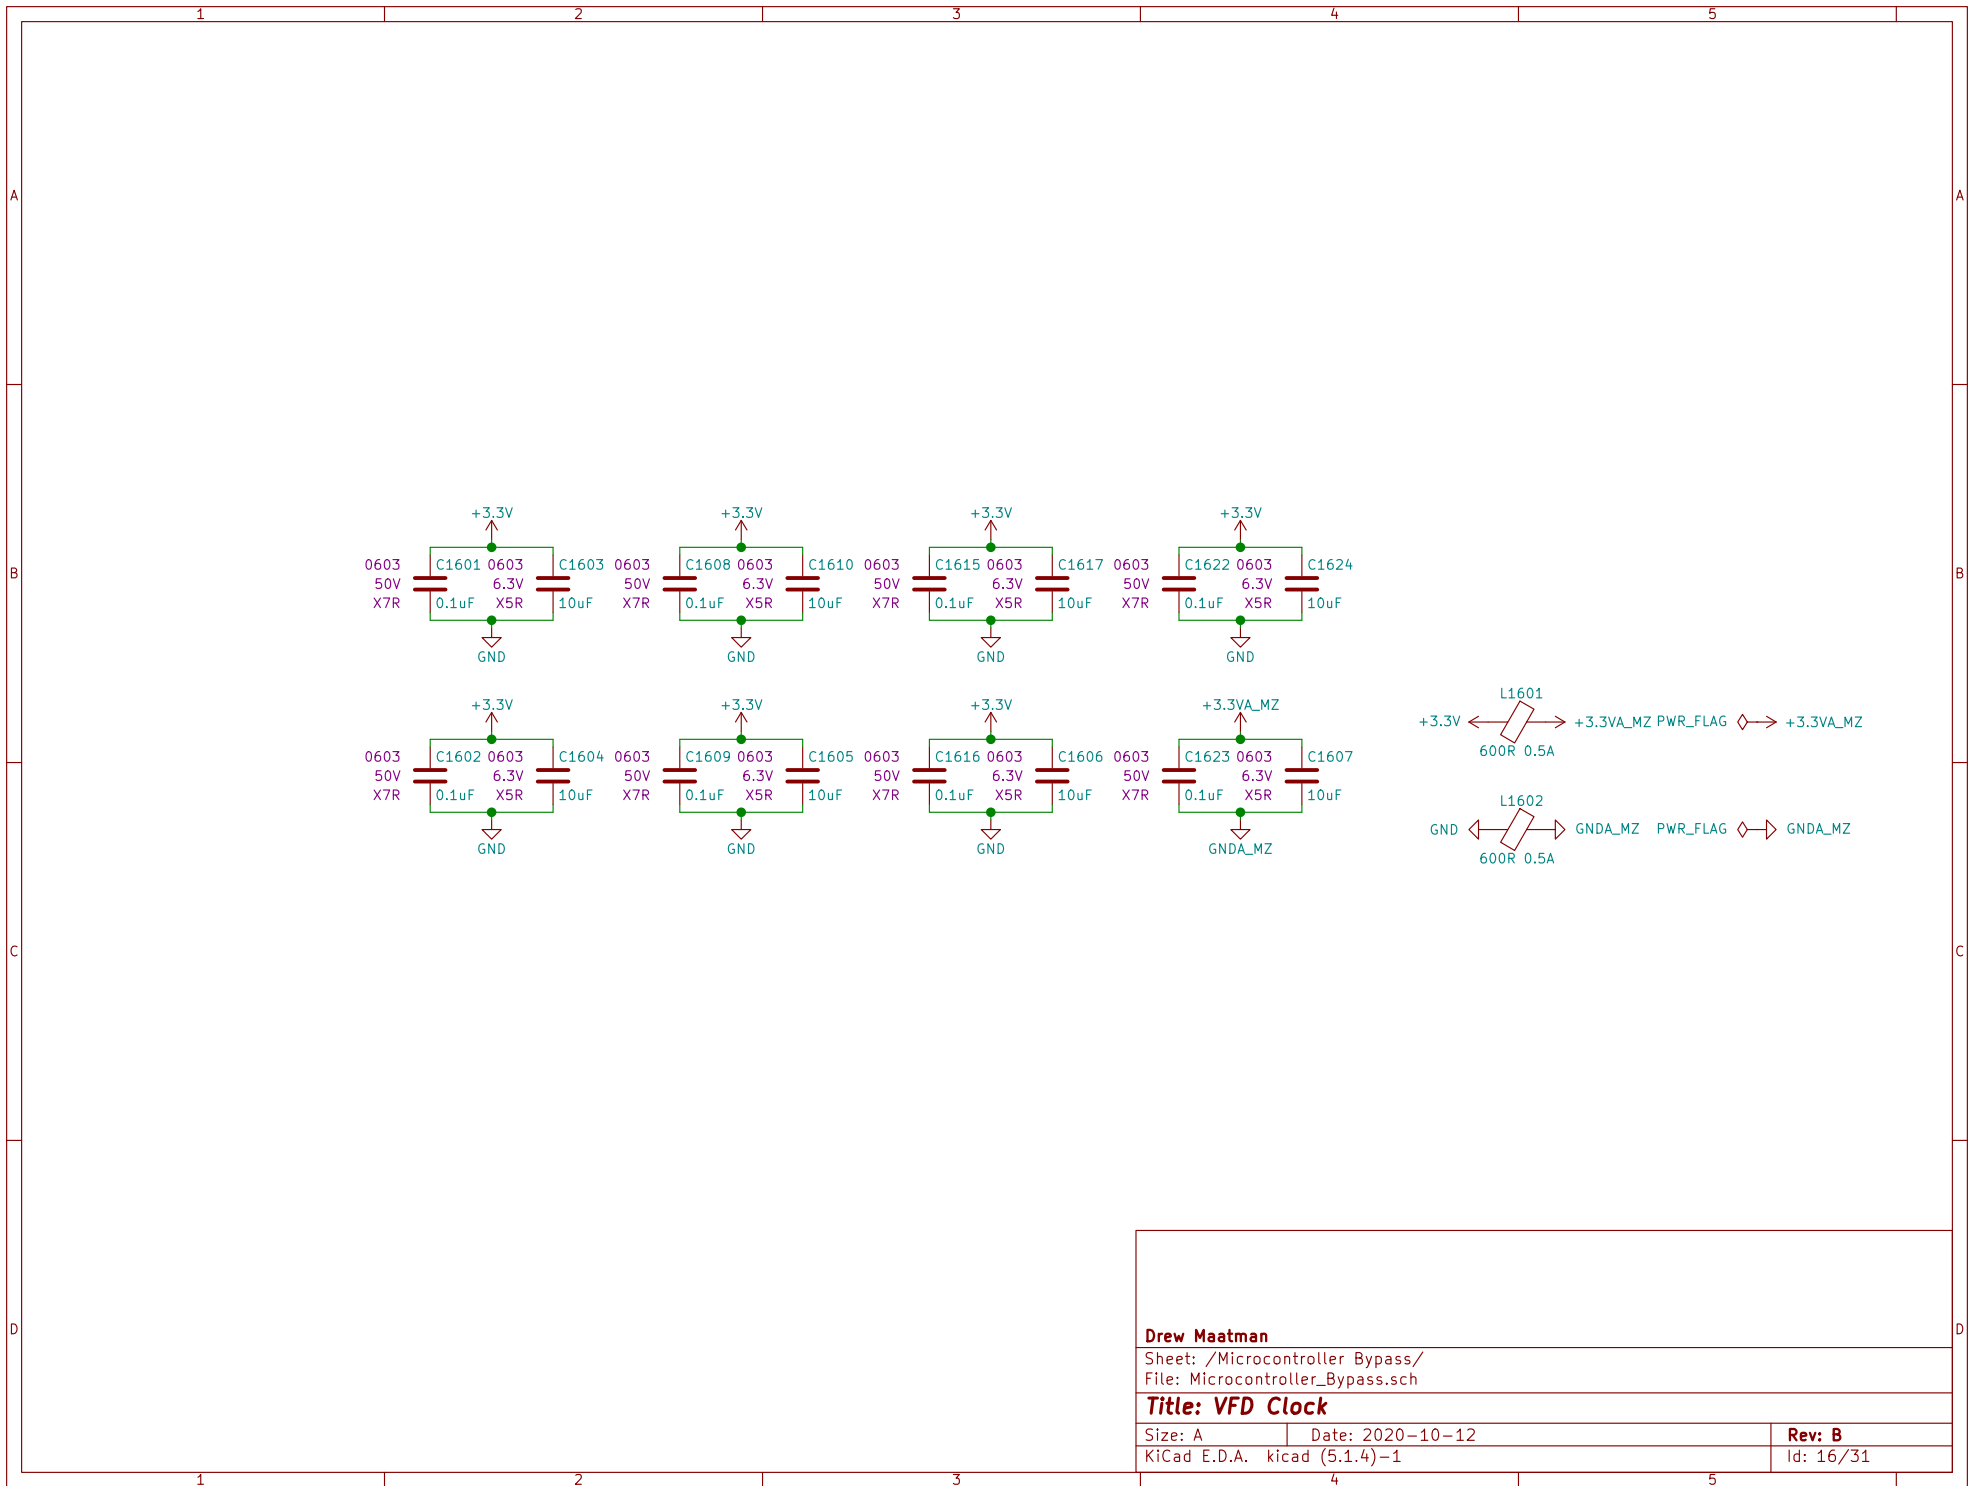 1 2 3 4 5
A A
+3.3V +3.3V +3.3V +3.3V
0603 C1601 0603 C1603 0603 C1608 0603 C1610 0603 C1615 0603 C1617 0603 C1622 0603 C1624
B B
50V 6.3V 50V 6.3V 50V 6.3V 50V 6.3V
X7R 0.1uF X5R 10uF X7R 0.1uF X5R 10uF X7R 0.1uF X5R 10uF X7R 0.1uF X5R 10uF
GND GND GND GND
L1601
+3.3V +3.3V +3.3V +3.3VA_MZ
+3.3V +3.3VA_MZ PWR_FLAG +3.3VA_MZ
600R 0.5A
0603 C1602 0603 C1604 0603 C1609 0603 C1605 0603 C1616 0603 C1606 0603 C1623 0603 C1607
50V 6.3V 50V 6.3V 50V 6.3V 50V 6.3V
X7R 0.1uF X5R 10uF X7R 0.1uF X5R 10uF X7R 0.1uF X5R 10uF X7R 0.1uF X5R 10uF
L1602
GND GNDA_MZ PWR_FLAG GNDA_MZ
GND GND GND GNDA_MZ
600R 0.5A
C C
D D
Drew Maatman
Sheet: /Microcontroller Bypass/
File: Microcontroller_Bypass.sch
Title: VFD Clock
Size: A Date: 2020-10-12 Rev: B
KiCad E.D.A. kicad (5.1.4)-1 Id: 16/31
1 2 3 4 5